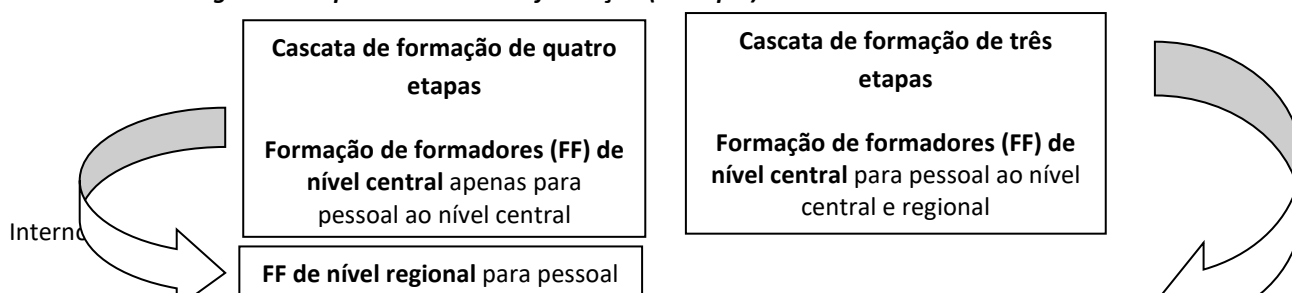 Cascata de formação de quatro
etapas
Formação de formadores (FF) de
nível central apenas para
pessoal ao nível central
Cascata de formação de três
etapas
Formação de formadores (FF) de
nível central para pessoal ao nível
central e regional
FF de nível regional para pessoal